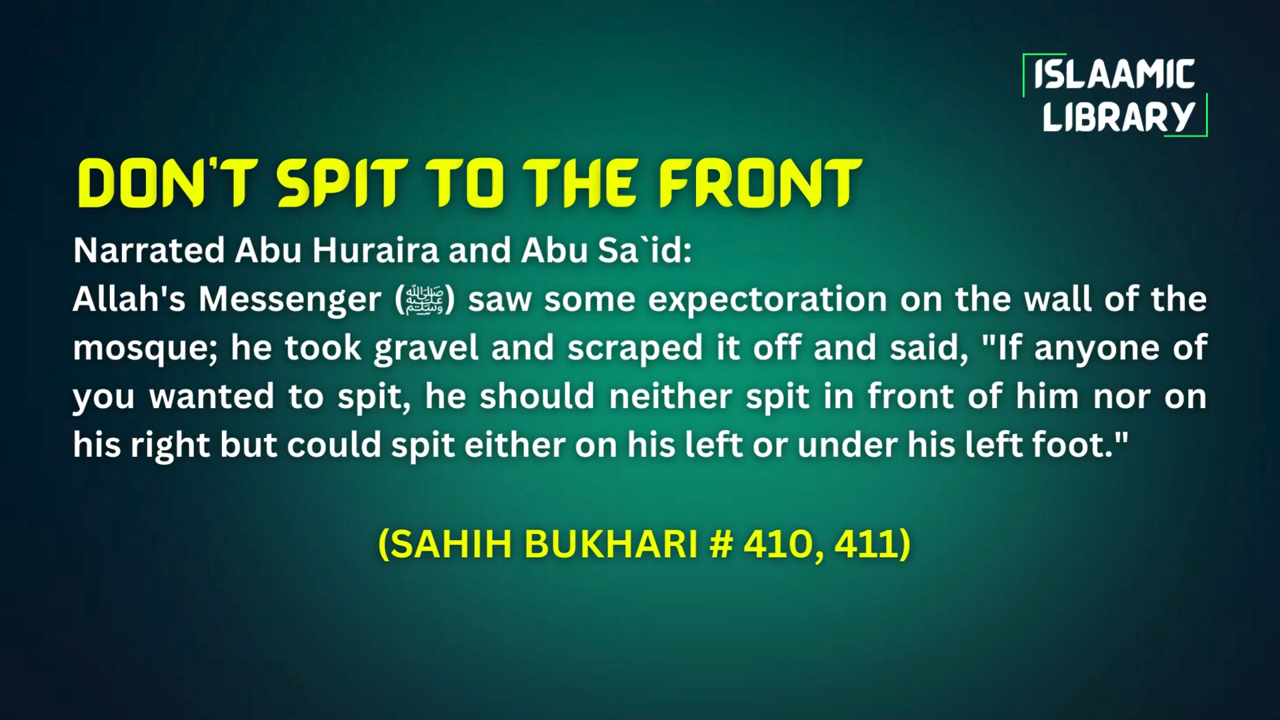 ISLAAMIC
LIBRARY
DON'T SPIT TO THE FRONT
Narrated Abu Huraira and Abu Sa`id:
Allah's Messenger (ﷺ) saw some expectoration on the wall of the
mosque; he took gravel and scraped it off and said, "If anyone of
you wanted to spit, he should neither spit in front of him nor on
his right but could spit either on his left or under his left foot."
(SAHIH BUKHARI # 410, 411)